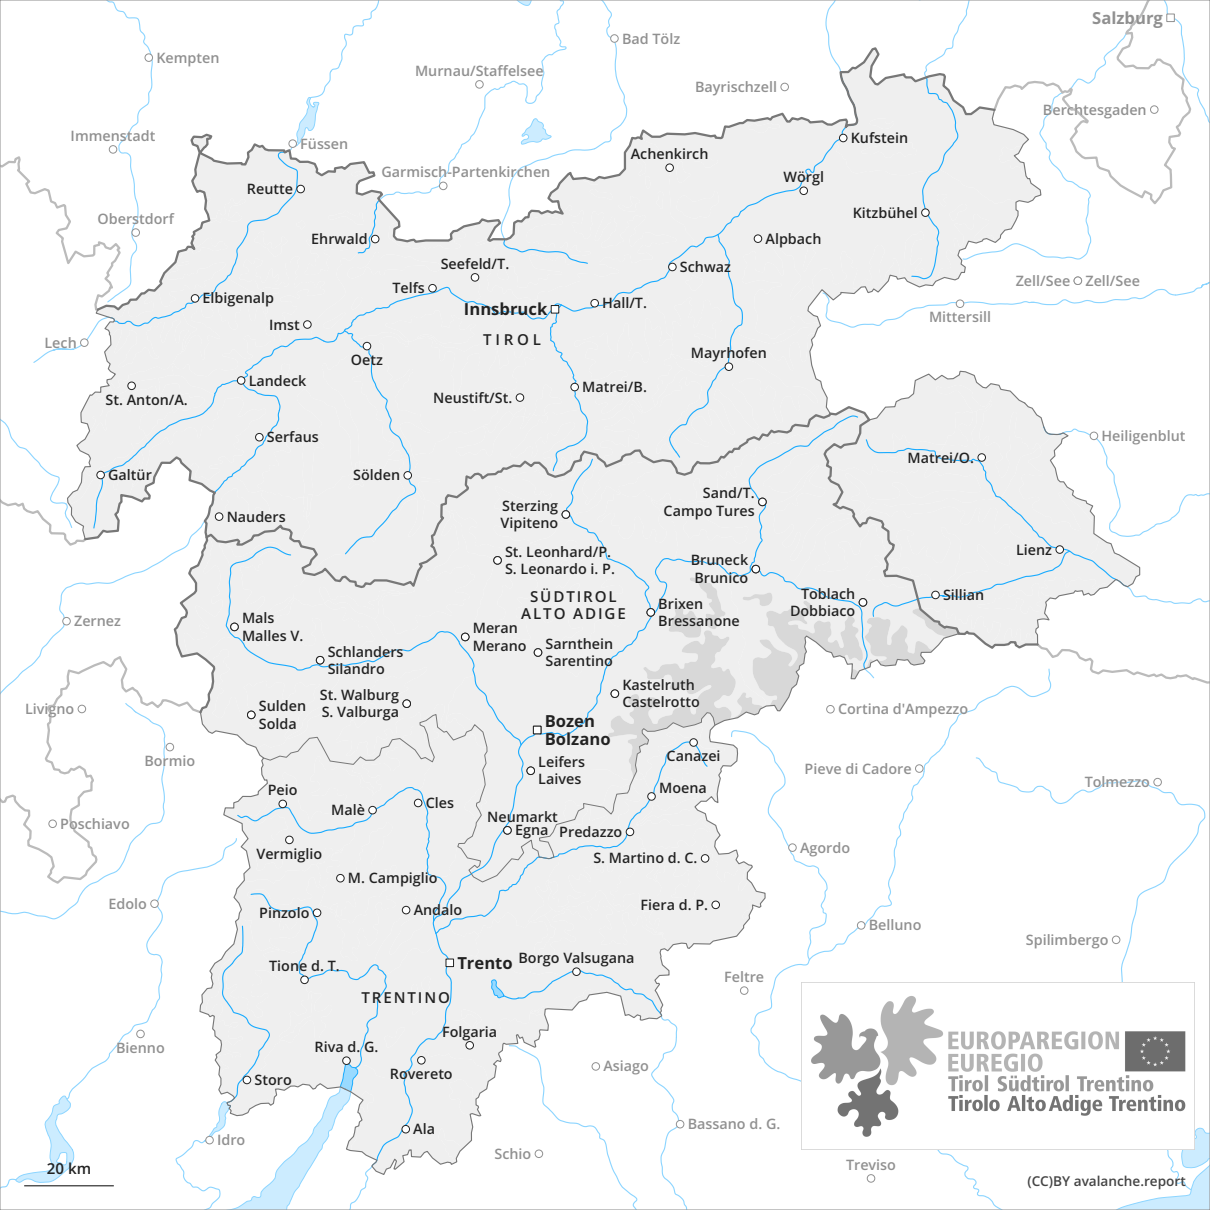 Salzburg
Bad Tölz
Kempten
Murnau/Staffelsee
Bayrischzell
Berchtesgaden
Immenstadt
Füssen
Kufstein
Achenkirch
Garmisch-Partenkirchen
Wörgl
Reutte
Oberstdorf
Kitzbühel
Ehrwald
Alpbach
Seefeld/T.
Schwaz
Zell/See
Zell/See
Telfs
Elbigenalp
Hall/T.
Innsbruck
Mittersill
Imst
TIROL
Lech
Oetz
Mayrhofen
Landeck
Matrei/B.
St. Anton/A.
Neustift/St.
Serfaus
Heiligenblut
Matrei/O.
Galtür
Sölden
Sand/T.
Campo Tures
Sterzing
Vipiteno
Nauders
Lienz
St. Leonhard/P.
S. Leonardo i. P.
Bruneck
Brunico
SÜDTIROL
ALTO ADIGE
Toblach
Dobbiaco
Sillian
Brixen
Bressanone
Zernez
Mals
Malles V.
Meran
Merano
Sarnthein
Sarentino
Schlanders
Silandro
Kastelruth
Castelrotto
St. Walburg
S. Valburga
Livigno
Sulden
Solda
Cortina d'Ampezzo
Bozen
Bolzano
Bormio
Canazei
Leifers
Laives
Pieve di Cadore
Tolmezzo
Peio
Moena
Malè
Cles
Neumarkt
Egna
Poschiavo
Predazzo
Vermiglio
Agordo
S. Martino d. C.
M. Campiglio
Edolo
Pinzolo
Andalo
Fiera d. P.
Belluno
Spilimbergo
Trento
Borgo Valsugana
Tione d. T.
Feltre
TRENTINO
Folgaria
Bienno
Riva d. G.
Rovereto
Asiago
Storo
EUROPAREGION
EUREGIO
Tirol Südtirol Trentino
Tirolo Alto Adige Trentino
Ala
Bassano d. G.
Idro
Schio
Treviso
20 km
(CC)BY avalanche.report